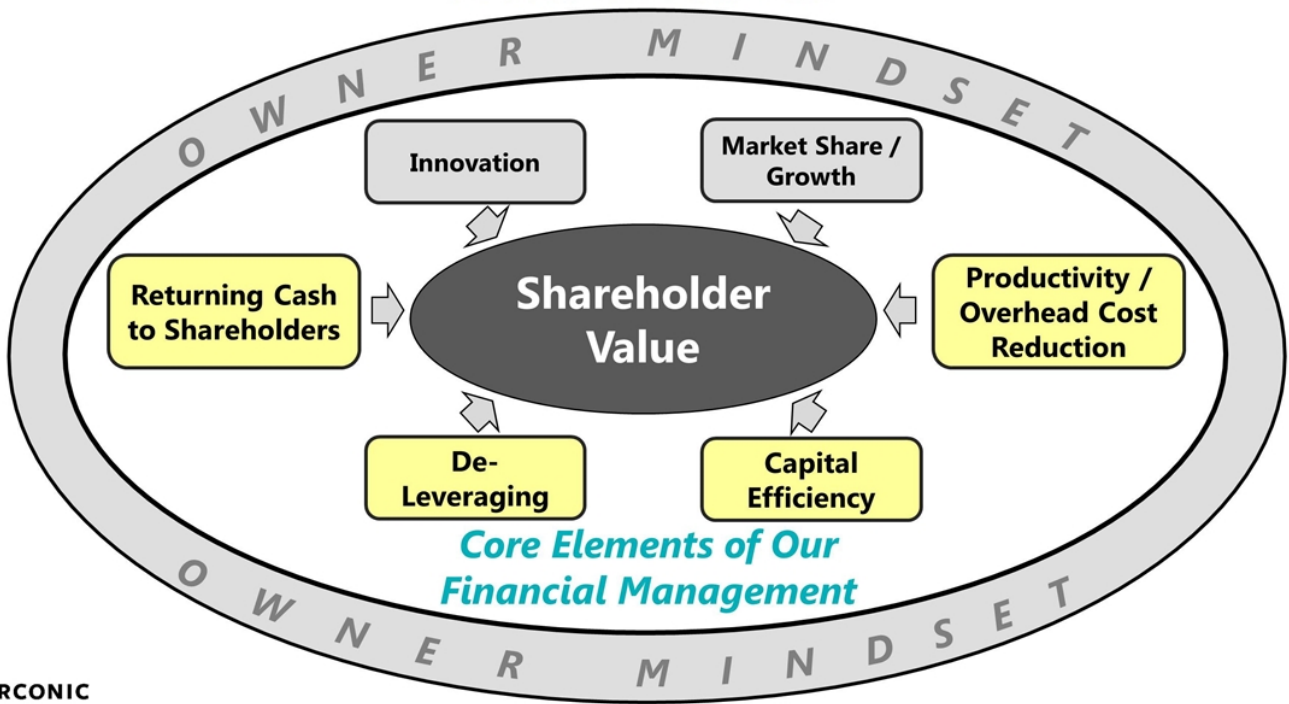 OWNER MINDSET
Innovation
Market Share /
Growth
Returning Cash
to Shareholders
Shareholder
Value
Productivity /
Overhead Cost
Reduction
De-
Leveraging
Capital
Efficiency
Core Elements of Our
Financial Management
OWNER MINDSET
RCONIC